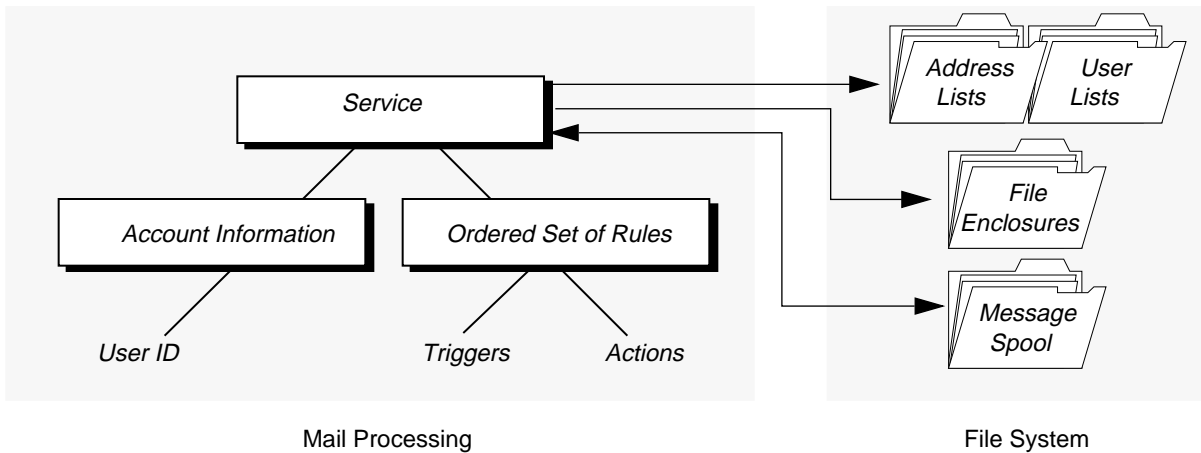 Service
Account Information
Ordered Set of Rules
User ID
Triggers
Actions
Mail Processing
Address
Lists
User
Lists
File
Enclosures
Message
Spool
File System